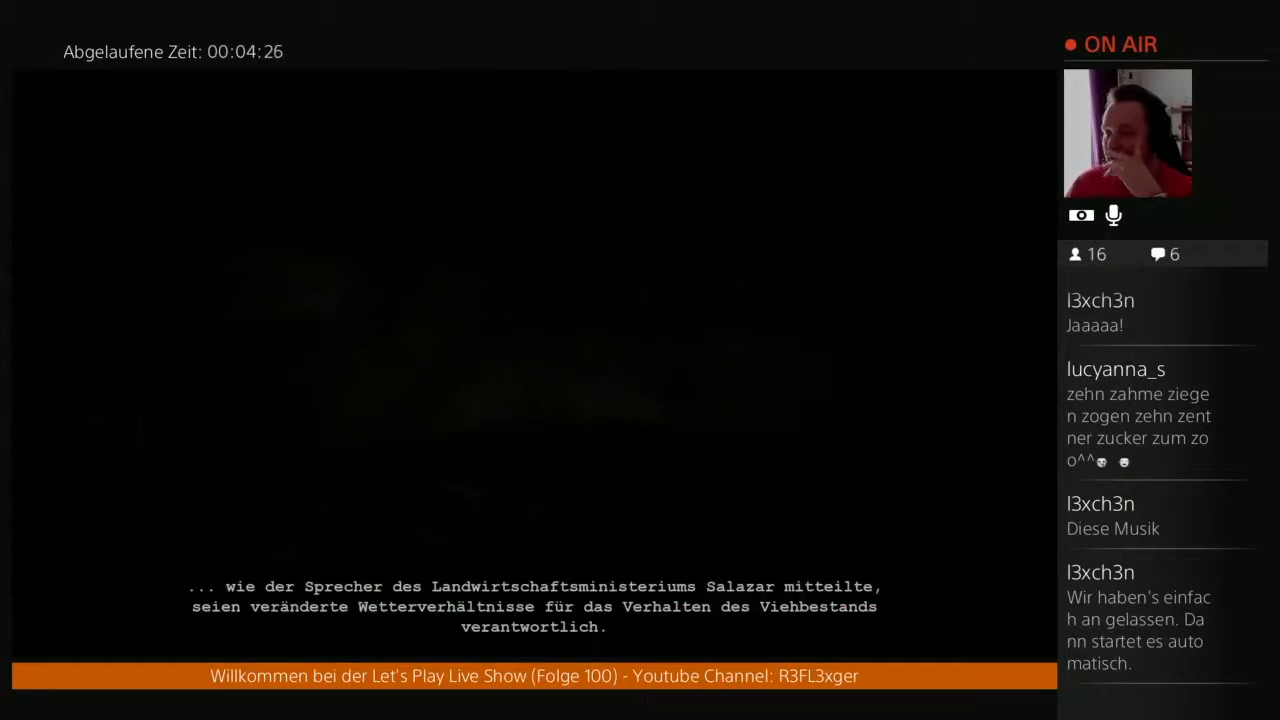 Abgelaufene Zeit: 00:04:26
ON AIR
16 6
l3xch3n
Jaaaaa!
lucyanna_s
zehn zahme ziege
n zogen zehn zent
ner zucker zum zo
o^^
l3xch3n
Diese Musik
l3xch3n
Wir haben's einfac
h an gelassen. Da
nn startet es auto
matisch.
... wie der Sprecher des Landwirtschaftsministeriums Salazar mitteilte,
seien veränderte Wetterverhältnisse für das Verhalten des Viehbestands
verantwortlich.
Willkommen bei der Let's Play Live Show (Folge 100) - Youtube Channel: R3FL3xger